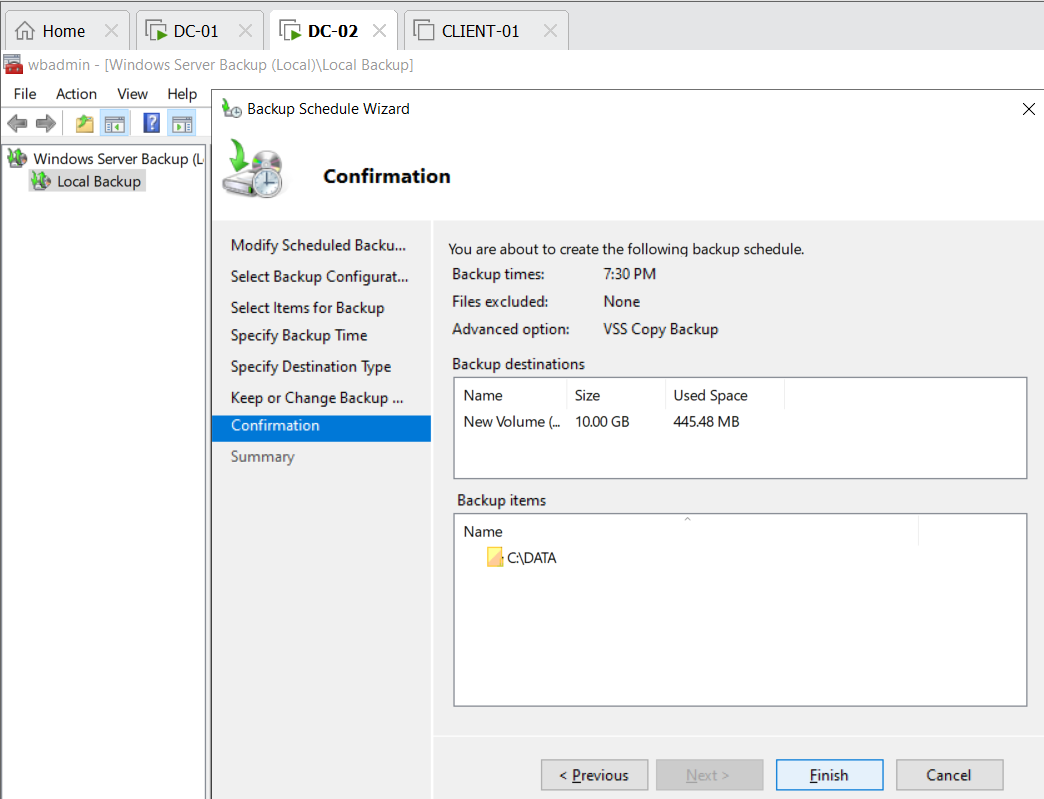 Home DC-01 DC-02 CLIENT-01
wbadmin - [Windows Server Backup (Local)\Local Backup]
File Action View Help
Backup Schedule Wizard
Windows Server Backup (L
Local Backup
Confirmation
Modify Scheduled Backu...
Select Backup Configurat...
Select Items for Backup
Specify Backup Time
Specify Destination Type
Keep or Change Backup ...
Confirmation
Summary
You are about to create the following backup schedule.
Backup times: 7:30 PM
Files excluded: None
Advanced option: VSS Copy Backup
Backup destinations
Name Size Used Space
New Volume (... 10.00 GB 445.48 MB
Backup items
Name
C:\DATA
< Previous Next > Finish Cancel